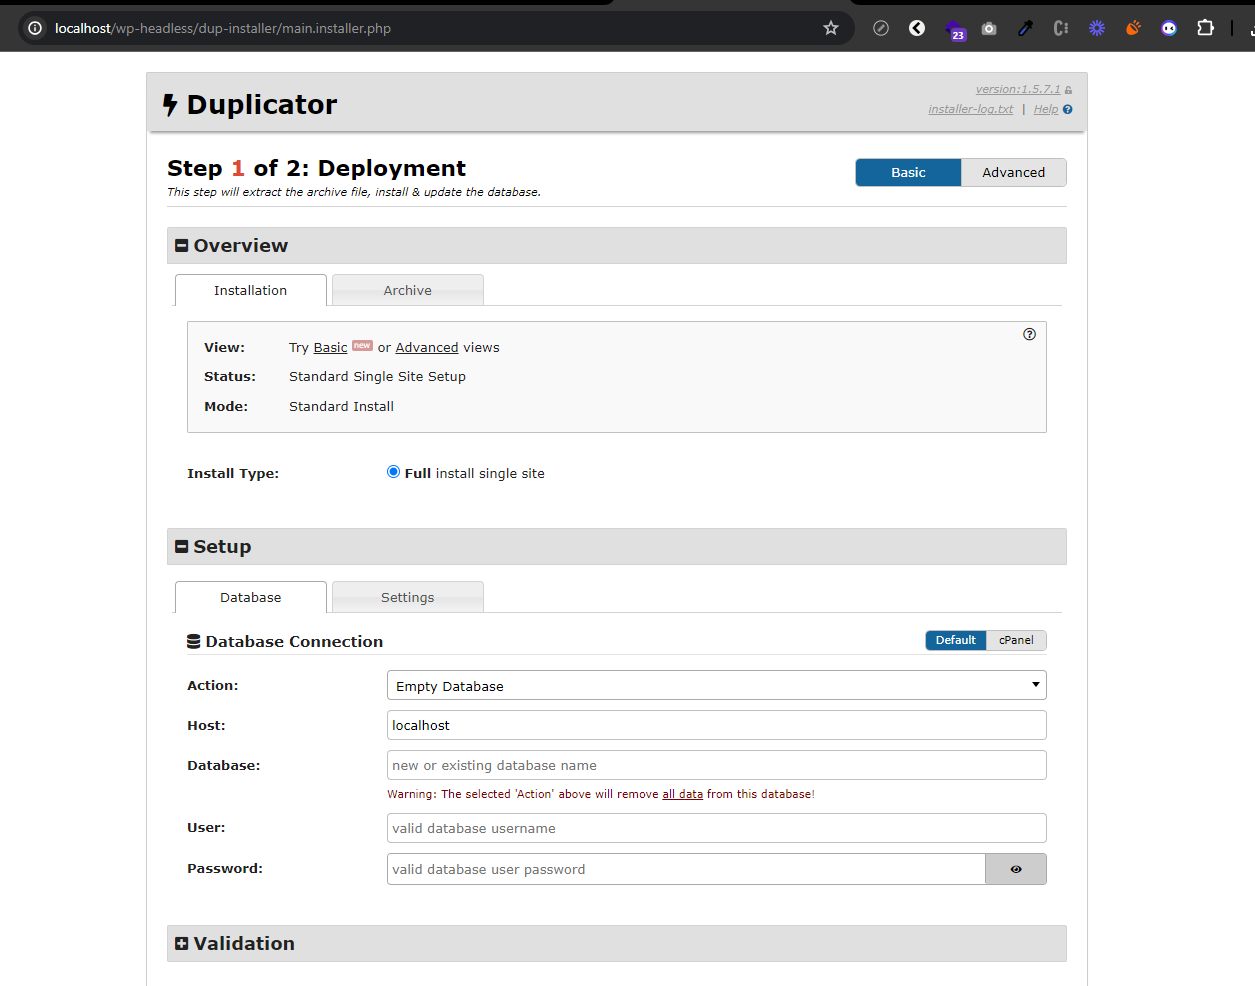 localhost/wp-headless/dup-installer/main.installer.php
23
Duplicator
version:1.5.7.1
installer-log.txt | Help
Step 1 of 2: Deployment
This step will extract the archive file, install & update the database.
Basic Advanced
Overview
Installation Archive
View: Try Basic new or Advanced views
Status: Standard Single Site Setup
Mode: Standard Install
Install Type: Full install single site
Setup
Database Settings
Database Connection Default cPanel
Action: Empty Database
Host: localhost
Database: new or existing database name
Warning: The selected 'Action' above will remove all data from this database!
User: valid database username
Password: valid database user password
Validation